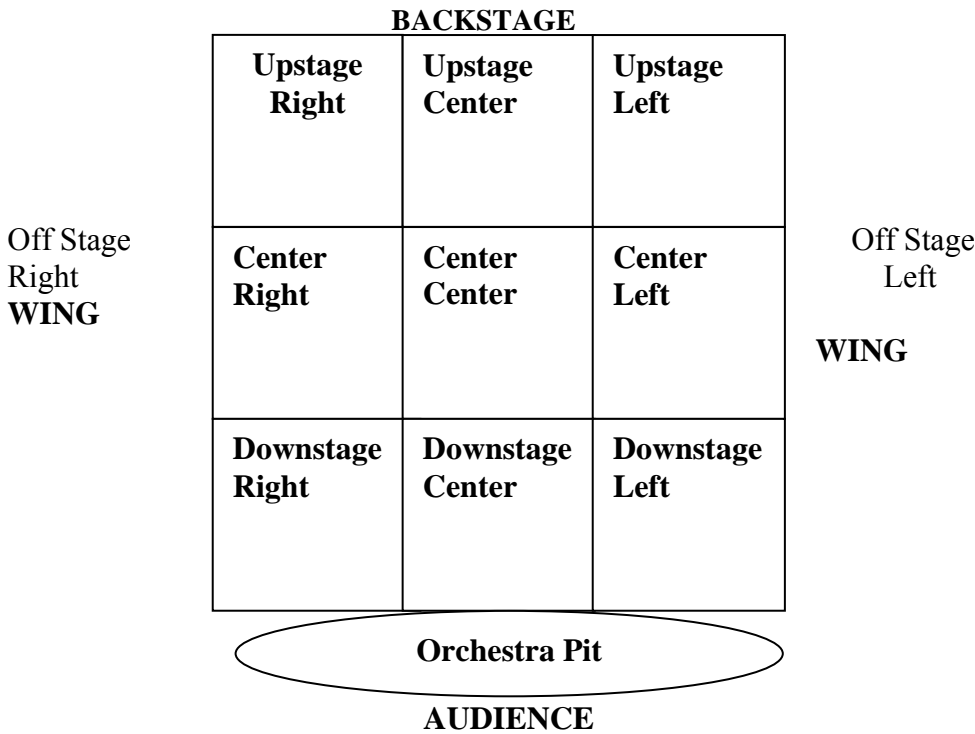 BACKSTAGE
Upstage
Right
Upstage
Center
Upstage
Left
Off Stage
Right
WING
Center
Right
Center
Center
Center
Left
Off Stage
Left
WING
Downstage
Right
Downstage
Center
Downstage
Left
Orchestra Pit
AUDIENCE